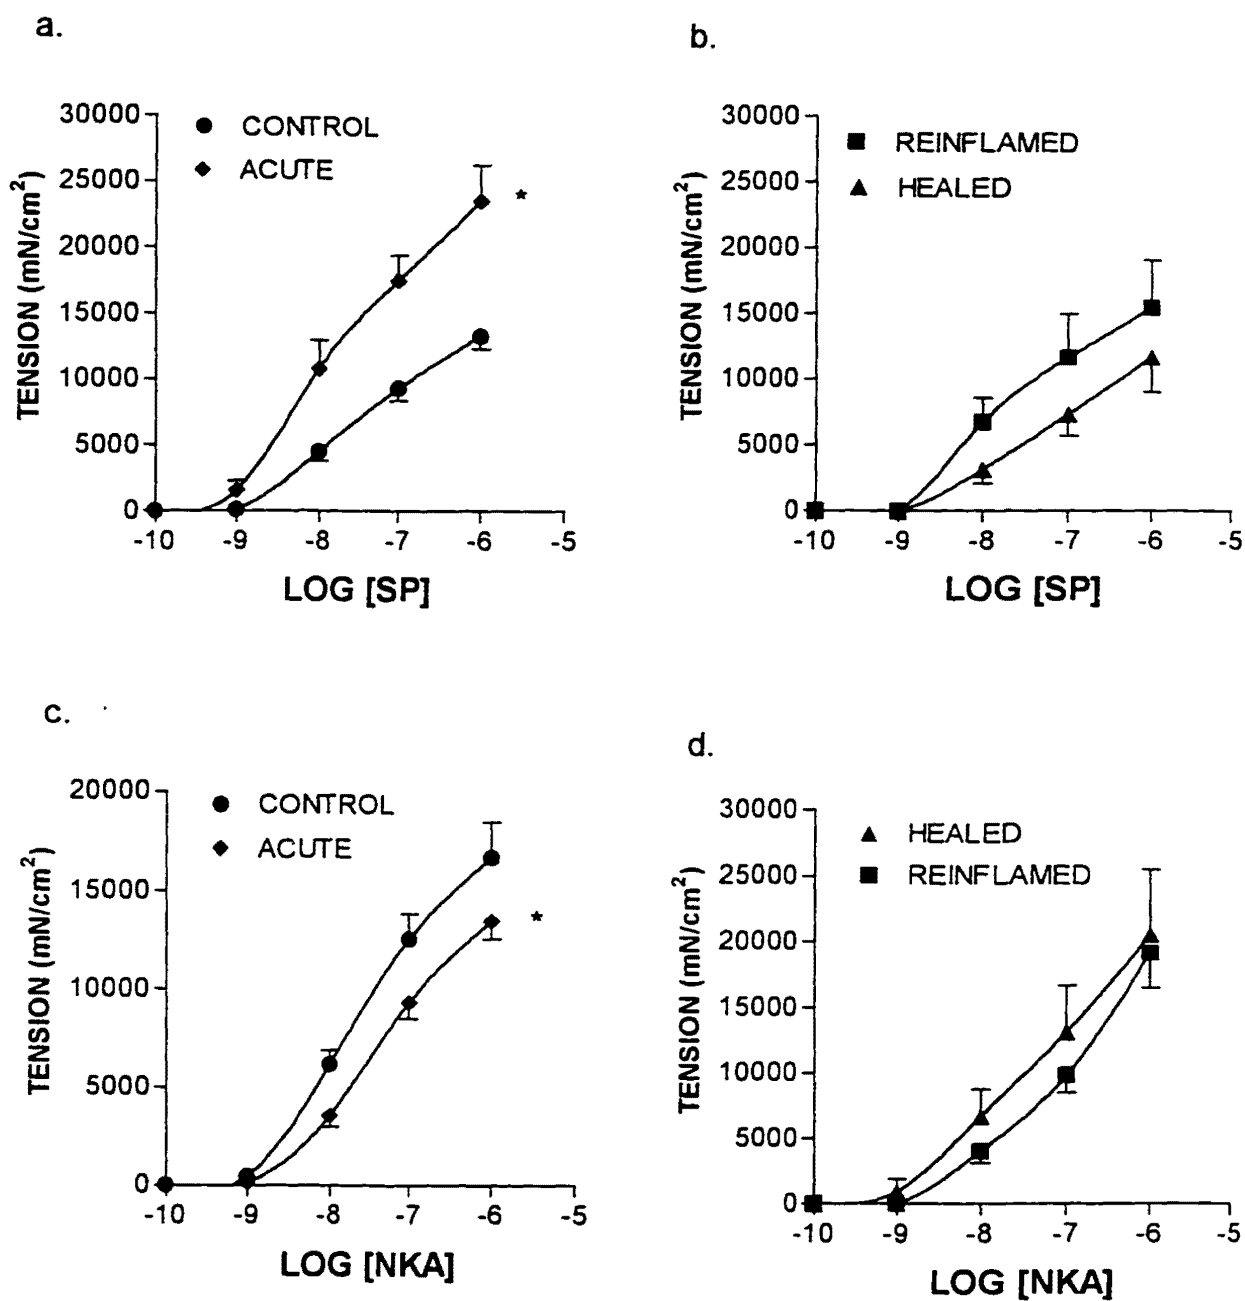 a.
30000
25000
20000
15000
10000
5000
0
TENSION (mN/cm²)
● CONTROL
◆ ACUTE
*
-10 -9 -8 -7 -6 -5
LOG [SP]
b.
30000
25000
20000
15000
10000
5000
0
TENSION (mN/cm²)
■ REINFLAMED
▲ HEALED
-10 -9 -8 -7 -6 -5
LOG [SP]
c.
20000
15000
10000
5000
0
TENSION (mN/cm²)
● CONTROL
◆ ACUTE
*
-10 -9 -8 -7 -6 -5
LOG [NKA]
d.
30000
25000
20000
15000
10000
5000
0
TENSION (mN/cm²)
▲ HEALED
■ REINFLAMED
-10 -9 -8 -7 -6 -5
LOG [NKA]